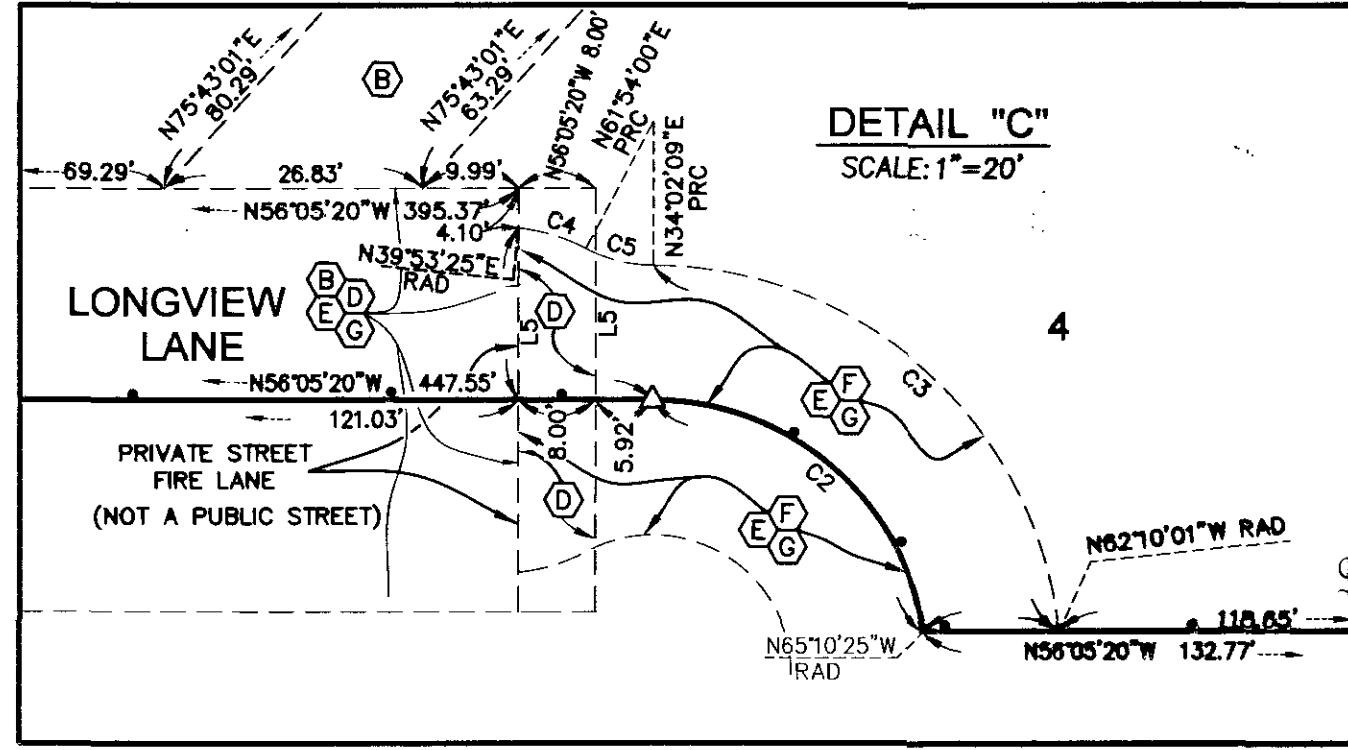 N75°43'01"E
80.29'
B
N75°43'01"E
63.29'
N56°05'20"W 8.00'
N61°54'00"E
PRC
N34°02'09"E
PRC
DETAIL "C"
SCALE: 1"=20'
69.29'
26.83'
9.99'
N56°05'20"W 395.37'
4.10'
C4
C5
N39°53'25"E
RAD
B
D
E
G
LONGVIEW
LANE
D
L5
L5
4
C3
F
E
G
N56°05'20"W 447.55'
121.03'
8.00'
5.92'
C2
PRIVATE STREET
FIRE LANE
(NOT A PUBLIC STREET)
D
F
E
G
N62°10'01"W RAD
N65°10'25"W
RAD
118.65'
N56°05'20"W 132.77'